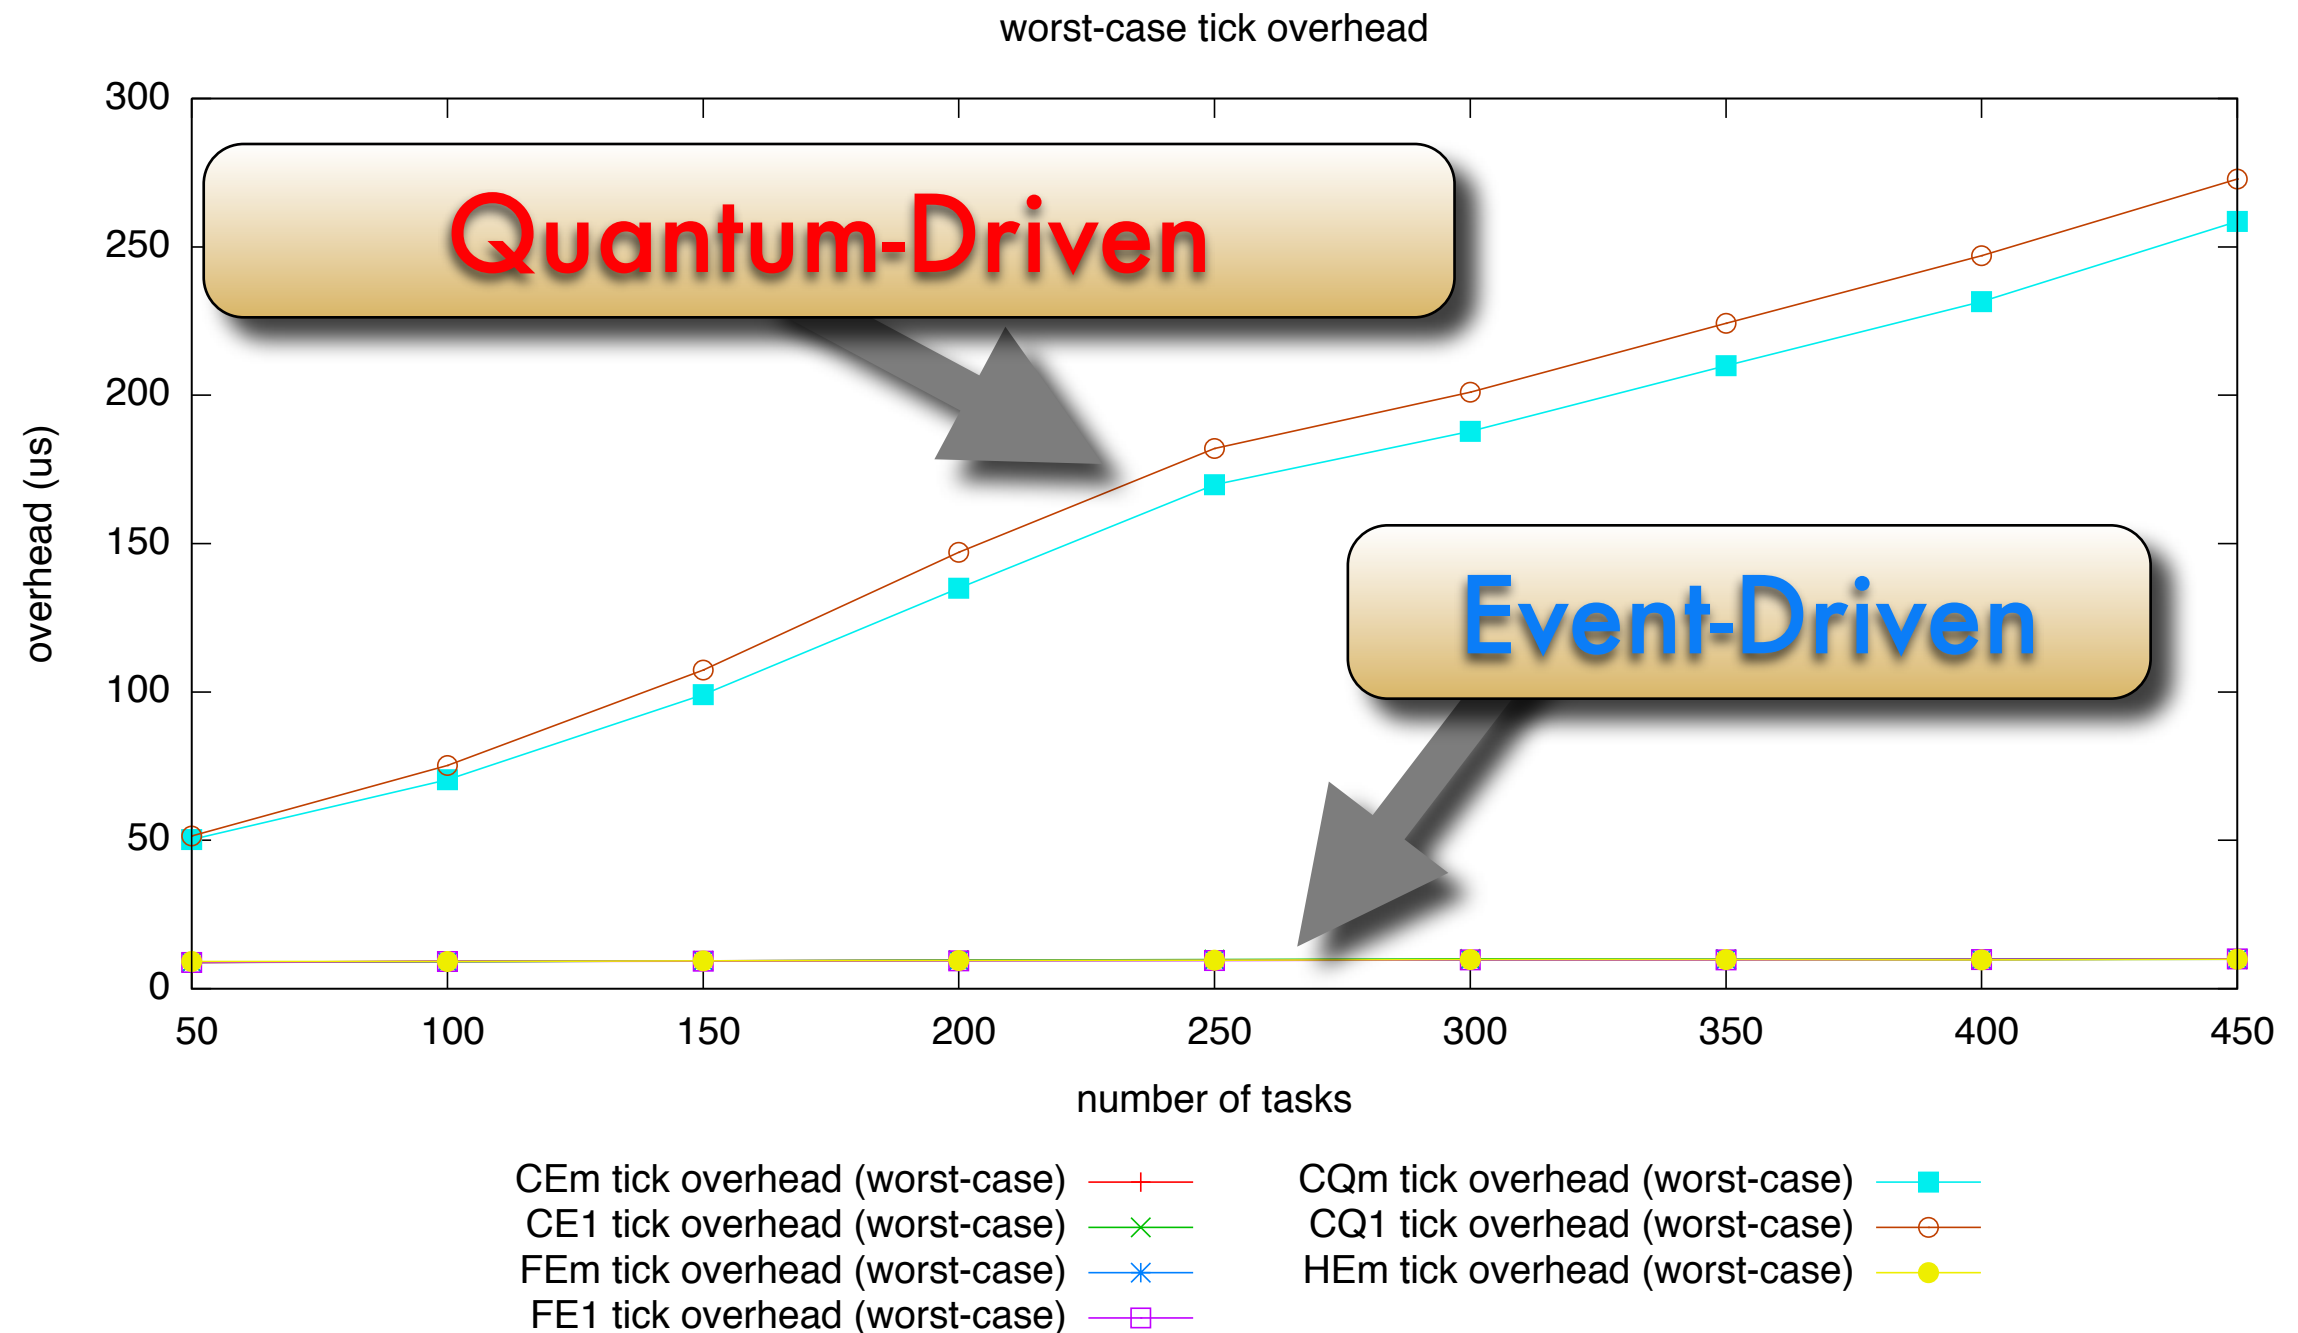 worst-case tick overhead
300
250
200
150
100
50
0
overhead (us)
Quantum-Driven
Event-Driven
50 100 150 200 250 300 350 400 450
number of tasks
CEm tick overhead (worst-case)
CE1 tick overhead (worst-case)
FEm tick overhead (worst-case)
FE1 tick overhead (worst-case)
CQm tick overhead (worst-case)
CQ1 tick overhead (worst-case)
HEm tick overhead (worst-case)